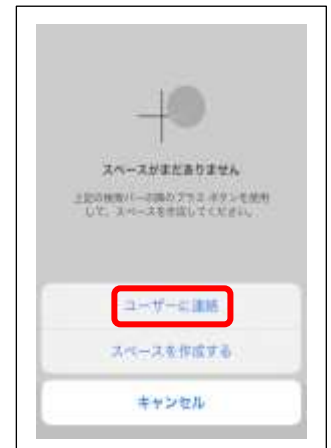 スペースがまだありません
上記の検索バーの隣のプラス ボタンを使用
して、スペースを作成してください。
ユーザーに連絡
スペースを作成する
キャンセル